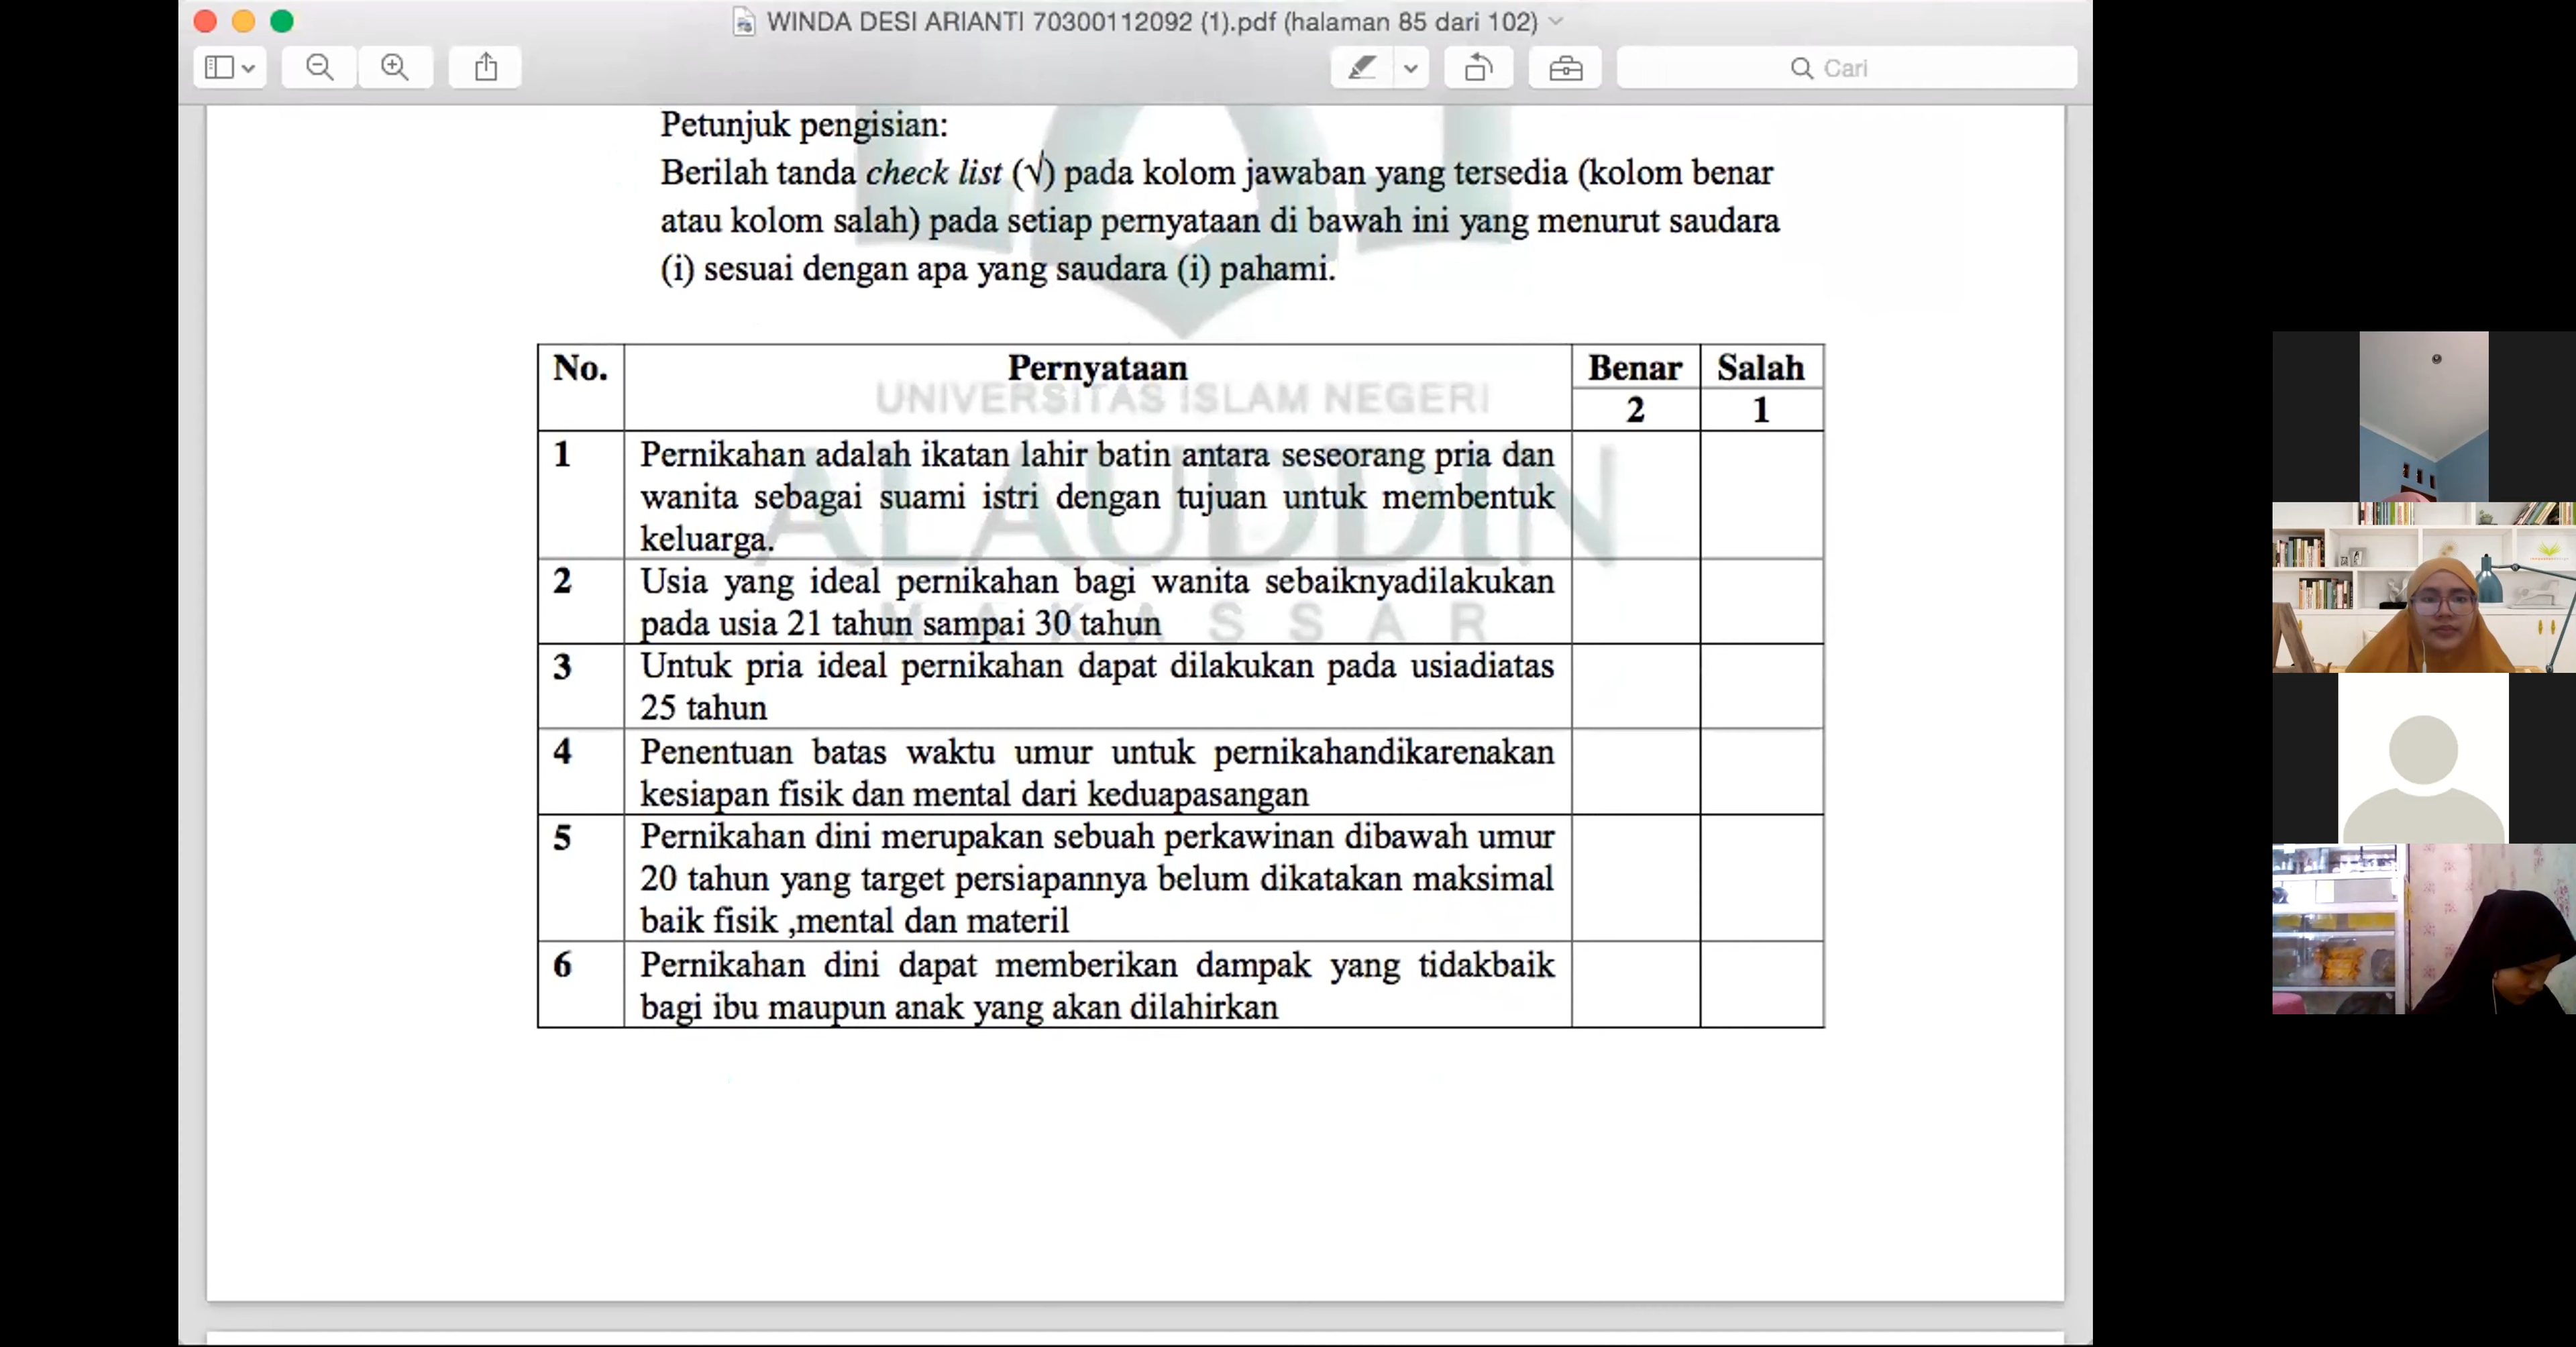 WINDA DESI ARIANTI 70300112092 (1).pdf (halaman 85 dari 102)
Cari
Petunjuk pengisian:
Berilah tanda check list (√) pada kolom jawaban yang tersedia (kolom benar
atau kolom salah) pada setiap pernyataan di bawah ini yang menurut saudara
(i) sesuai dengan apa yang saudara (i) pahami.
No. Pernyataan Benar Salah
UNIVERSITAS ISLAM NEGERI
2 1
1 Pernikahan adalah ikatan lahir batin antara seseorang pria dan
wanita sebagai suami istri dengan tujuan untuk membentuk
keluarga.
ALAUDDIN
2 Usia yang ideal pernikahan bagi wanita sebaiknyadilakukan
pada usia 21 tahun sampai 30 tahun
MAKASSAR
3 Untuk pria ideal pernikahan dapat dilakukan pada usiadiatas
25 tahun
4 Penentuan batas waktu umur untuk pernikahandikarenakan
kesiapan fisik dan mental dari keduapasangan
5 Pernikahan dini merupakan sebuah perkawinan dibawah umur
20 tahun yang target persiapannya belum dikatakan maksimal
baik fisik ,mental dan materil
6 Pernikahan dini dapat memberikan dampak yang tidakbaik
bagi ibu maupun anak yang akan dilahirkan